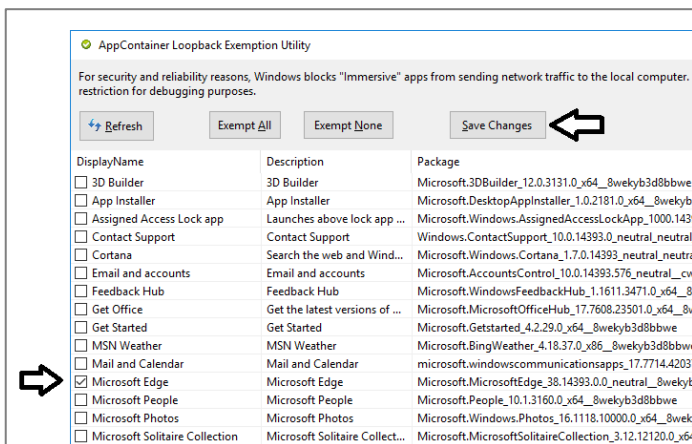 AppContainer Loopback Exemption Utility
For security and reliability reasons, Windows blocks "Immersive" apps from sending network traffic to the local computer.
restriction for debugging purposes.
Refresh Exempt All Exempt None Save Changes
DisplayName Description Package
3D Builder 3D Builder Microsoft.3DBuilder_12.0.3131.0_x64__8wekyb3d8bbwe
App Installer App Installer Microsoft.DesktopAppInstaller_1.0.2181.0_x64__8wekyb
Assigned Access Lock app Launches above lock app ... Microsoft.Windows.AssignedAccessLockApp_1000.1439
Contact Support Contact Support Windows.ContactSupport_10.0.14393.0_neutral_neutral
Cortana Search the web and Wind... Microsoft.Windows.Cortana_1.7.0.14393_neutral_neutra
Email and accounts Email and accounts Microsoft.AccountsControl_10.0.14393.576_neutral__cw
Feedback Hub Feedback Hub Microsoft.WindowsFeedbackHub_1.1611.3471.0_x64__8
Get Office Get the latest versions of ... Microsoft.MicrosoftOfficeHub_17.7608.23501.0_x64__8w
Get Started Get Started Microsoft.Getstarted_4.2.29.0_x64__8wekyb3d8bbwe
MSN Weather MSN Weather Microsoft.BingWeather_4.18.37.0_x86__8wekyb3d8bbwe
Mail and Calendar Mail and Calendar microsoft.windowscommunicationsapps_17.7714.4203
Microsoft Edge Microsoft Edge Microsoft.MicrosoftEdge_38.14393.0.0_neutral__8wekyb
Microsoft People Microsoft People Microsoft.People_10.1.3160.0_x64__8wekyb3d8bbwe
Microsoft Photos Microsoft Photos Microsoft.Windows.Photos_16.1118.10000.0_x64__8wek
Microsoft Solitaire Collection Microsoft Solitaire Collect... Microsoft.MicrosoftSolitaireCollection_3.12.12120.0_x64